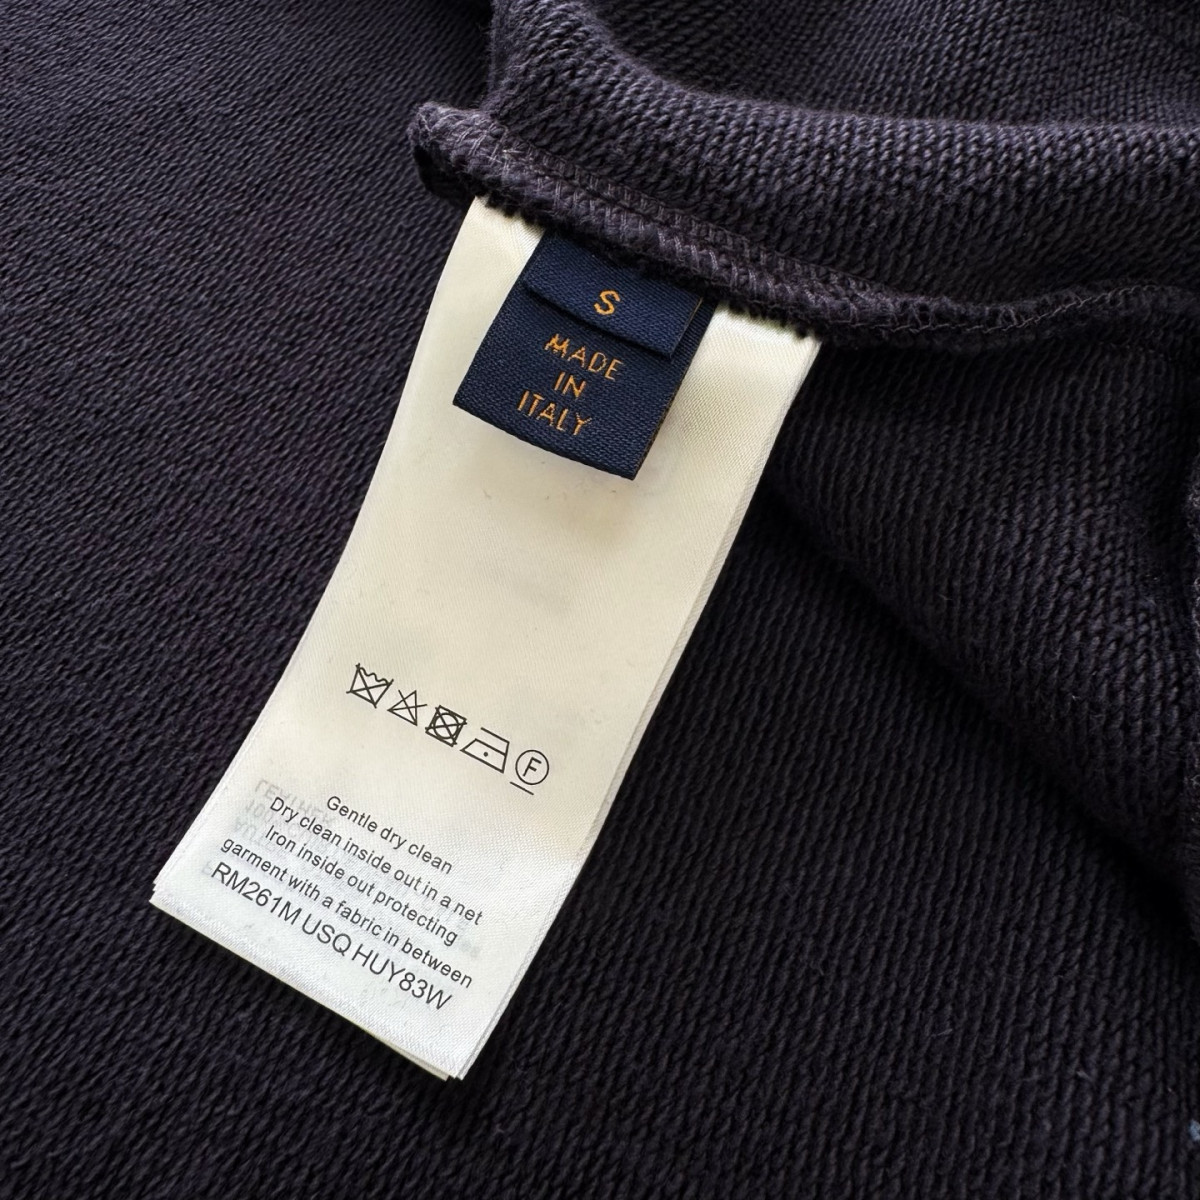 S
MADE
IN
ITALY
F
Gentle dry clean
Dry clean inside out in a net
Iron inside out protecting
garment with a fabric in between
RM261M USQ HUY83W